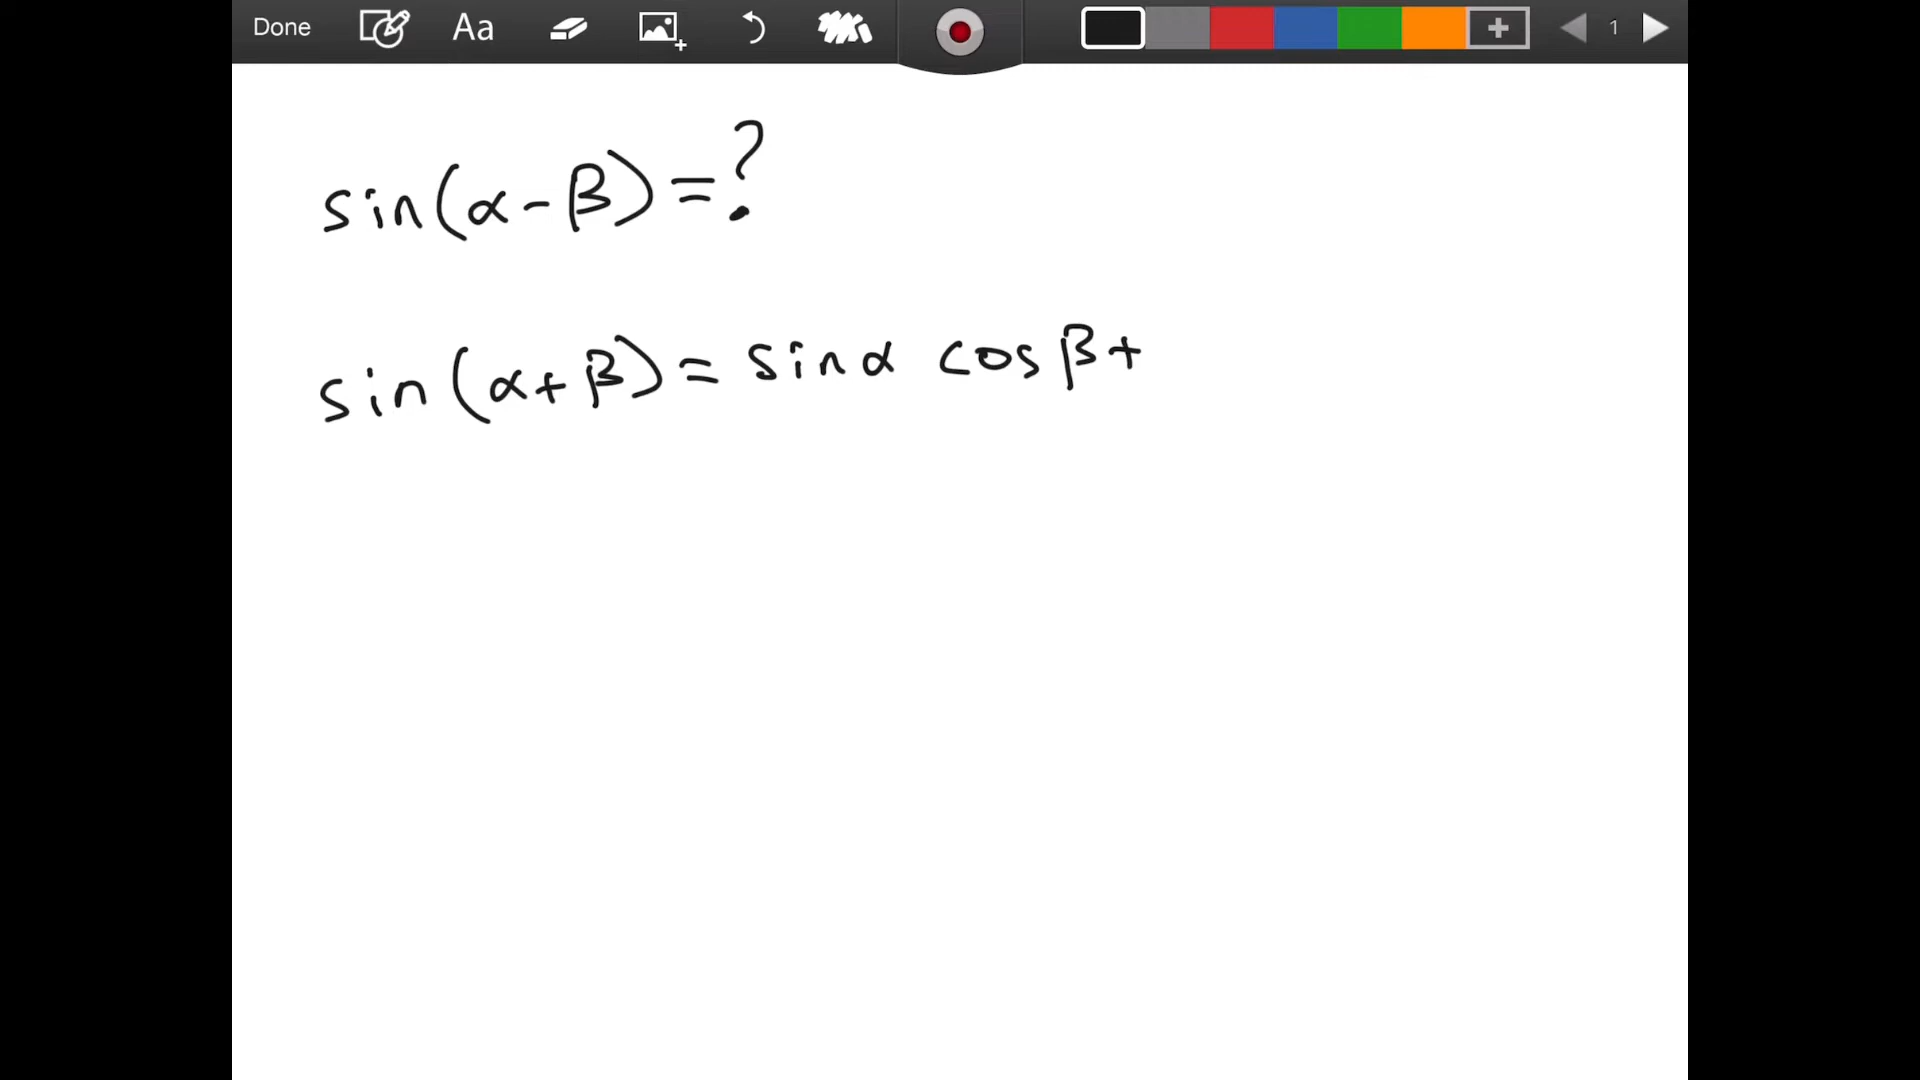 Done Aa 1
sin(α-β)=?
sin(α+β)= sinα cosβ+